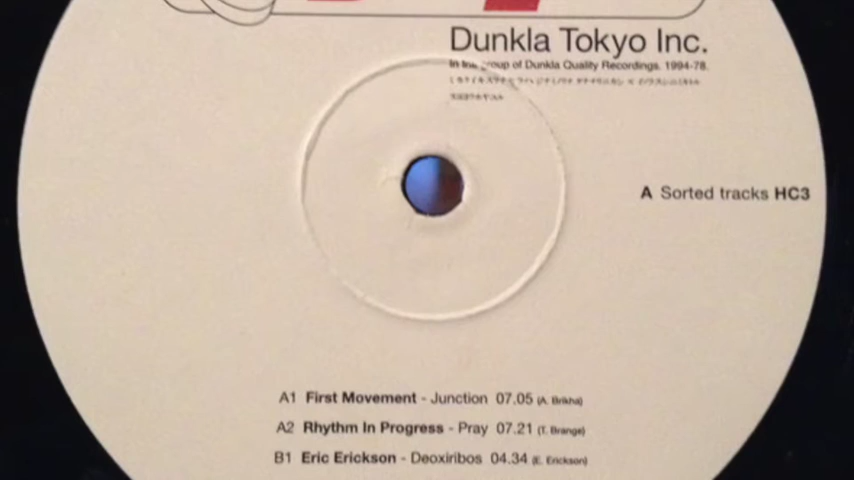 Dunkla Tokyo Inc.
of Dunkla Quality Recordings. 1994-78.
A Sorted tracks HC3
A1 First Movement - Junction 07.05 (A. Brikha)
A2 Rhythm In Progress - Pray 07.21 (T. Brange)
B1 Eric Erickson - Deoxiribos 04.34 (E. Erickson)